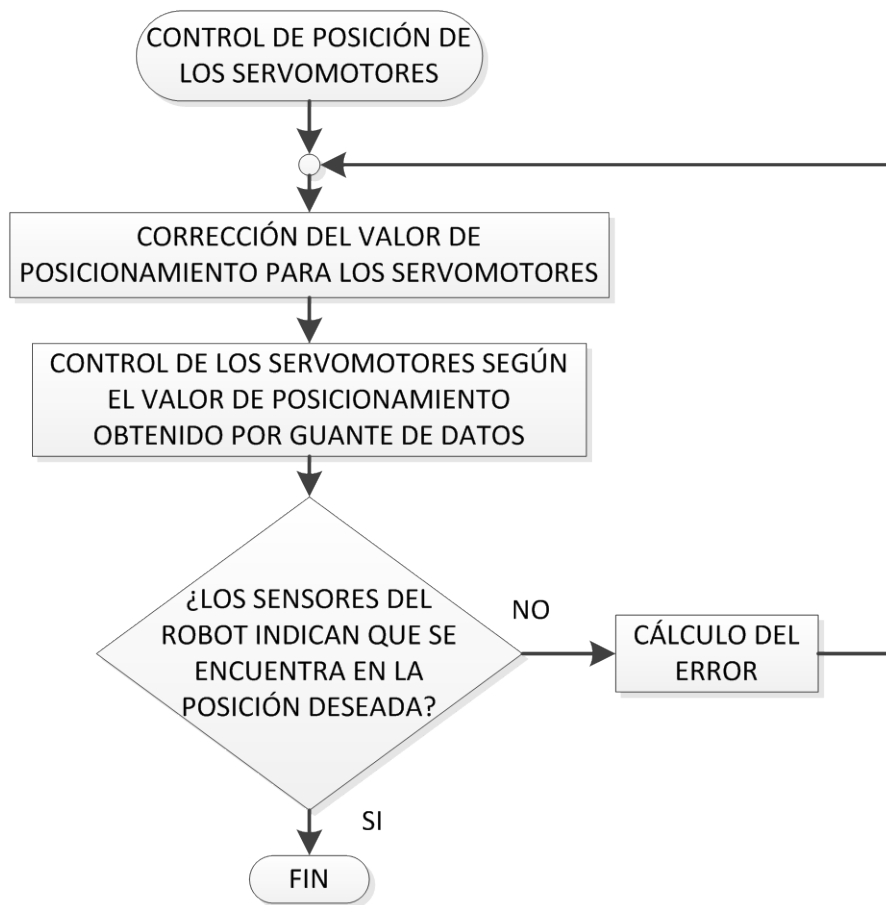 CONTROL DE POSICIÓN DE
LOS SERVOMOTORES
CORRECCIÓN DEL VALOR DE
POSICIONAMIENTO PARA LOS SERVOMOTORES
CONTROL DE LOS SERVOMOTORES SEGÚN
EL VALOR DE POSICIONAMIENTO
OBTENIDO POR GUANTE DE DATOS
¿LOS SENSORES DEL
ROBOT INDICAN QUE SE
ENCUENTRA EN LA
POSICIÓN DESEADA?
NO
CÁLCULO DEL
ERROR
SI
FIN